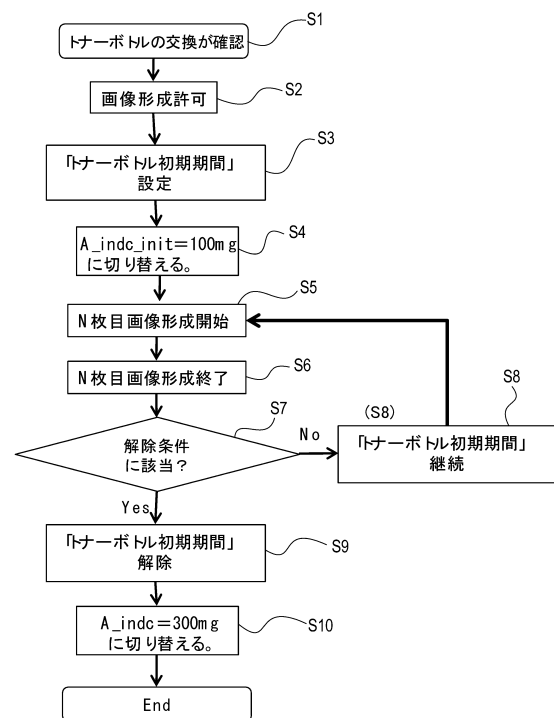 S1
トナーボトルの交換が確認
S2
画像形成許可
S3
「トナーボトル初期期間」
設定
S4
A_indc_init=100mg
に切り替える。
S5
N枚目画像形成開始
S6
N枚目画像形成終了
S7
解除条件
に該当？
No
(S8)
S8
「トナーボトル初期期間」
継続
Yes
「トナーボトル初期期間」
解除
S9
A_indc=300mg
に切り替える。
S10
End